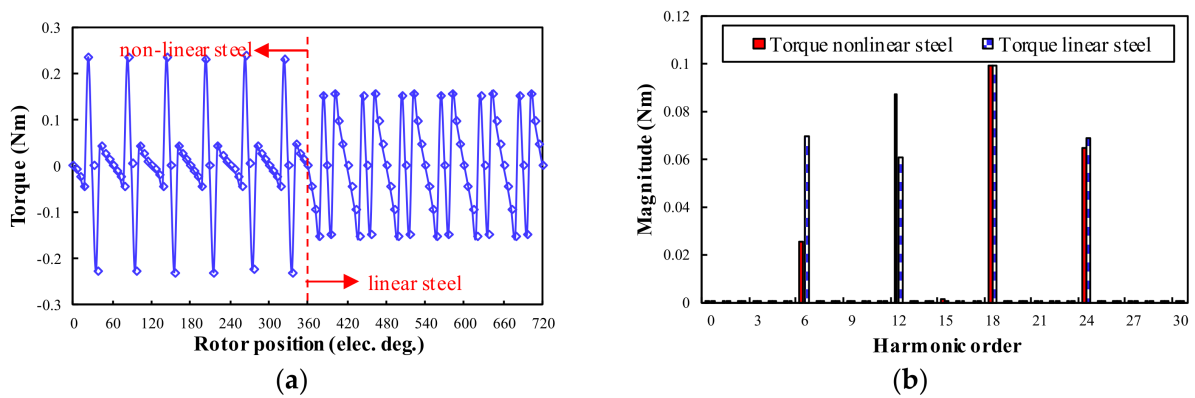 0.3
0.2
0.1
0
-0.1
-0.2
-0.3
Torque (Nm)
non-linear steel
linear steel
0 60 120 180 240 300 360 420 480 540 600 660 720
Rotor position (elec. deg.)
(a)
0.12
0.1
0.08
0.06
0.04
0.02
0
Magnitude (Nm)
Torque nonlinear steel
Torque linear steel
0 3 6 9 12 15 18 21 24 27 30
Harmonic order
(b)